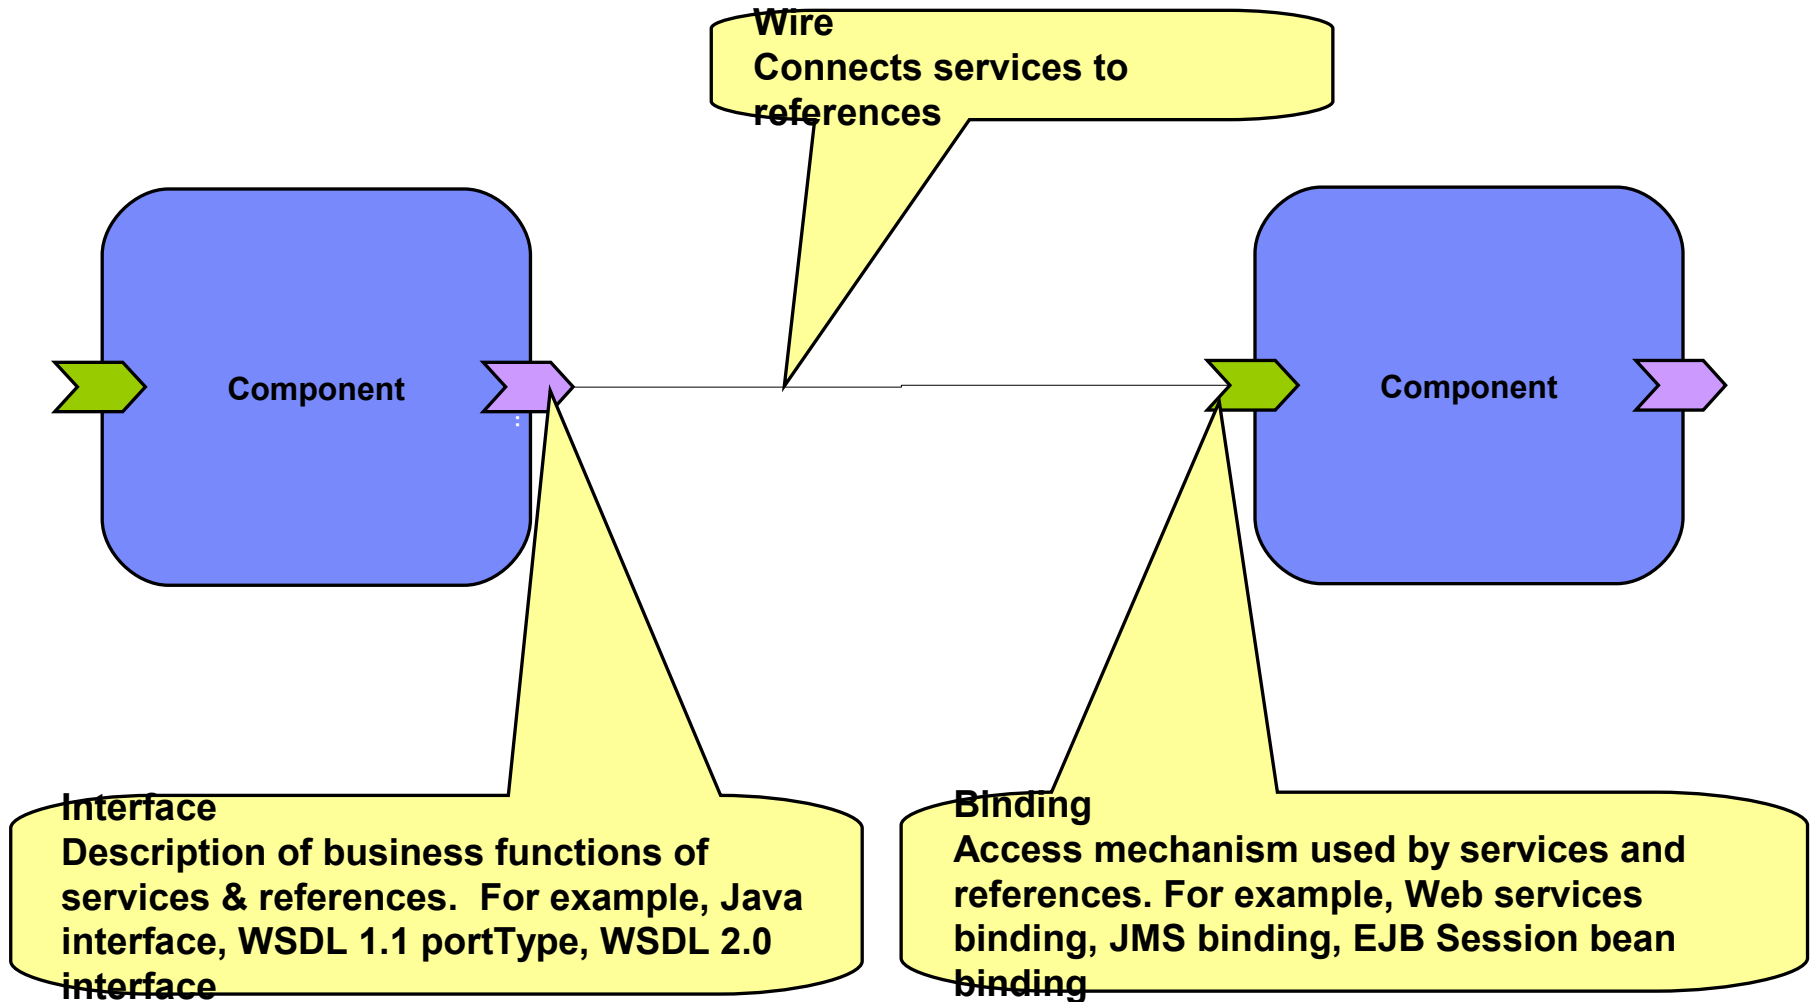 Wire
Connects services to
references
Component
Component
Interface
Description of business functions of
services & references.  For example, Java
interface, WSDL 1.1 portType, WSDL 2.0
interface
Binding
Access mechanism used by services and
references. For example, Web services
binding, JMS binding, EJB Session bean
binding